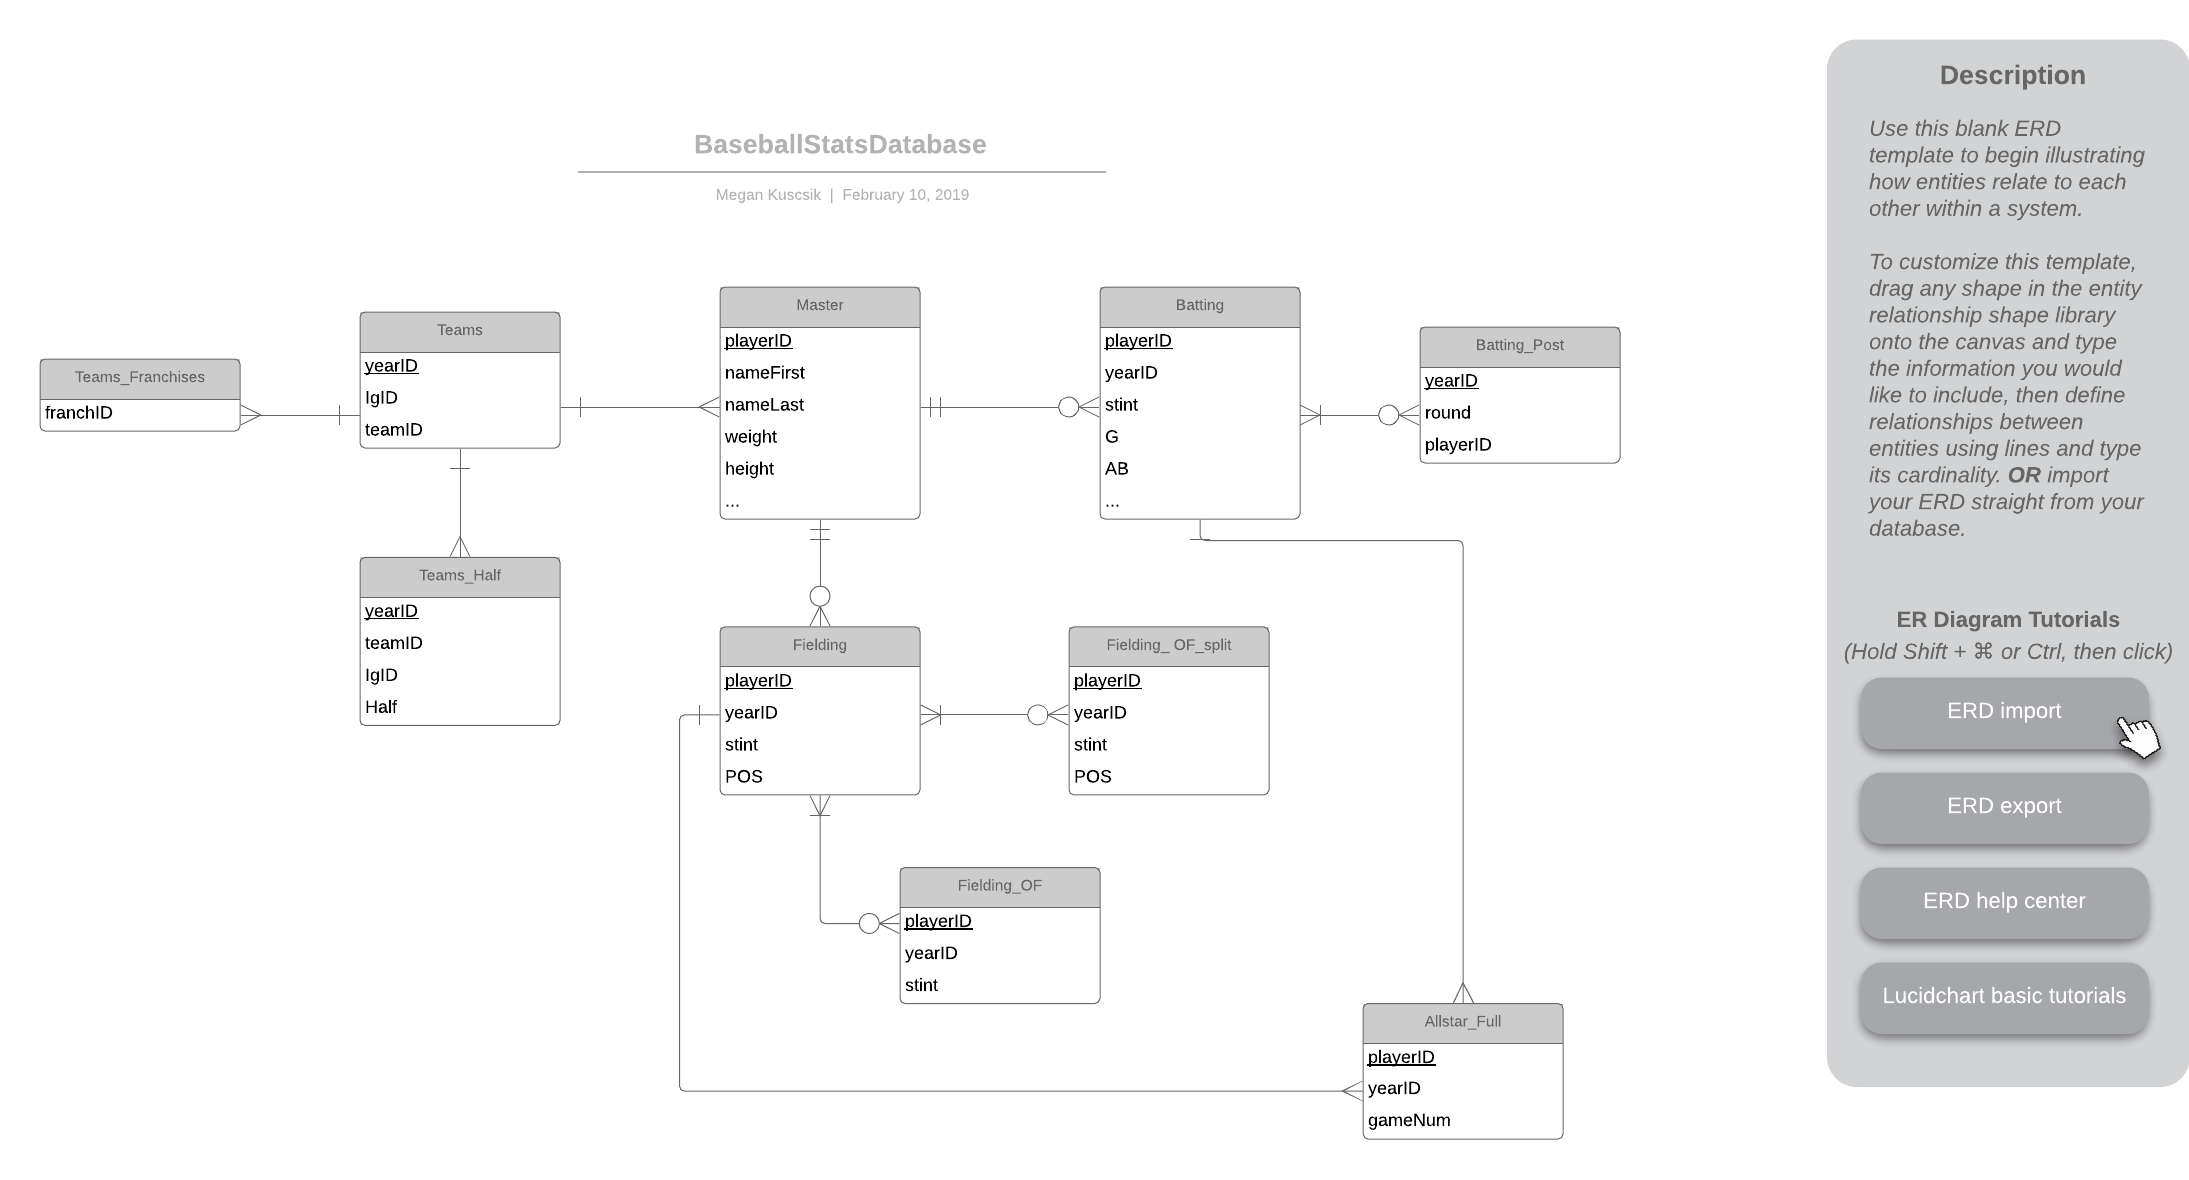 BaseballStatsDatabase
Megan Kuscsik | February 10, 2019
Teams_Franchises
franchID
Teams
yearID
lgID
teamID
Teams_Half
yearID
teamID
lgID
Half
Master
playerID
nameFirst
nameLast
weight
height
...
Batting
playerID
yearID
stint
G
AB
...
Batting_Post
yearID
round
playerID
Fielding
playerID
yearID
stint
POS
Fielding_ OF_split
playerID
yearID
stint
POS
Fielding_OF
playerID
yearID
stint
Allstar_Full
playerID
yearID
gameNum
Description
Use this blank ERD
template to begin illustrating
how entities relate to each
other within a system.
To customize this template,
drag any shape in the entity
relationship shape library
onto the canvas and type
the information you would
like to include, then define
relationships between
entities using lines and type
its cardinality. OR import
your ERD straight from your
database.
ER Diagram Tutorials
(Hold Shift + ⌘ or Ctrl, then click)
ERD import
ERD export
ERD help center
Lucidchart basic tutorials